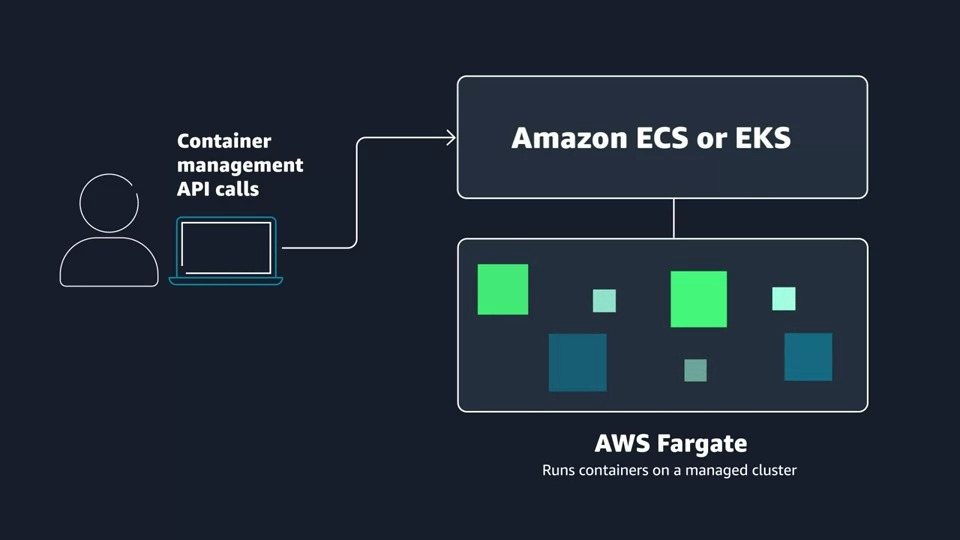 Container
management
API calls
Amazon ECS or EKS
AWS Fargate
Runs containers on a managed cluster